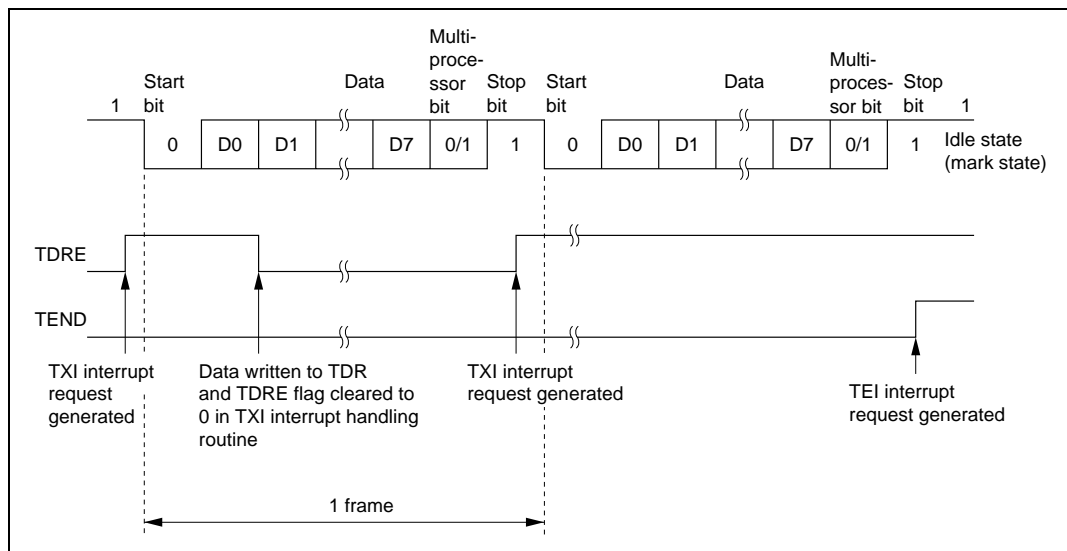 Multi-
proce-
ssor
bit
Multi-
proces-
sor bit
Start
bit
Data
Stop
bit
Start
bit
Data
Stop
bit
1
1
0
D0
D1
D7
0/1
1
0
D0
D1
D7
0/1
1
Idle state
(mark state)
TDRE
TEND
TXI interrupt
request
generated
Data written to TDR
and TDRE flag cleared to
0 in TXI interrupt handling
routine
TXI interrupt
request generated
TEI interrupt
request generated
1 frame